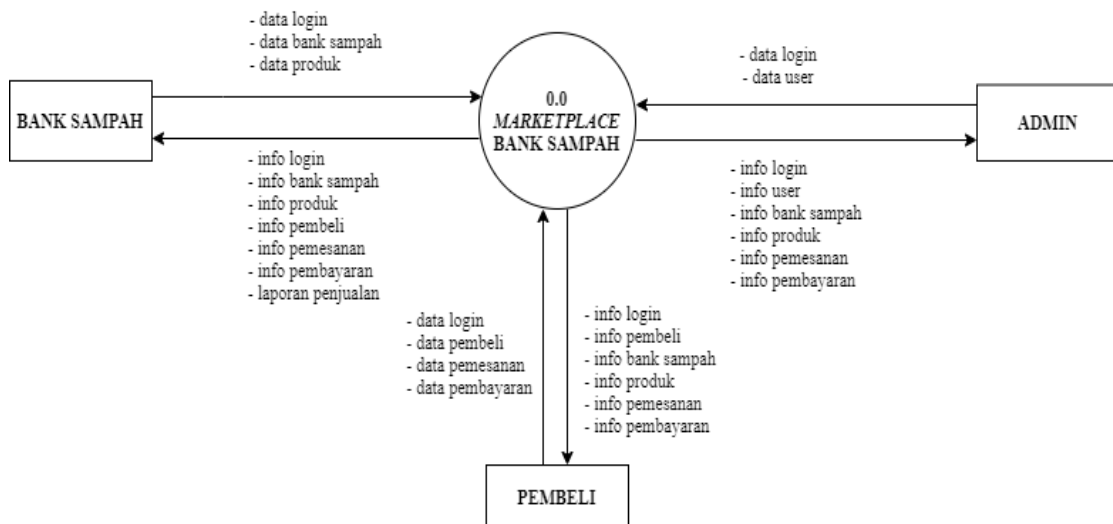 - data login
- data bank sampah
- data produk
- data login
- data user
BANK SAMPAH
0.0
MARKETPLACE
BANK SAMPAH
ADMIN
- info login
- info bank sampah
- info produk
- info pembeli
- info pemesanan
- info pembayaran
- laporan penjualan
- info login
- info user
- info bank sampah
- info produk
- info pemesanan
- info pembayaran
- data login
- data pembeli
- data pemesanan
- data pembayaran
- info login
- info pembeli
- info bank sampah
- info produk
- info pemesanan
- info pembayaran
PEMBELI